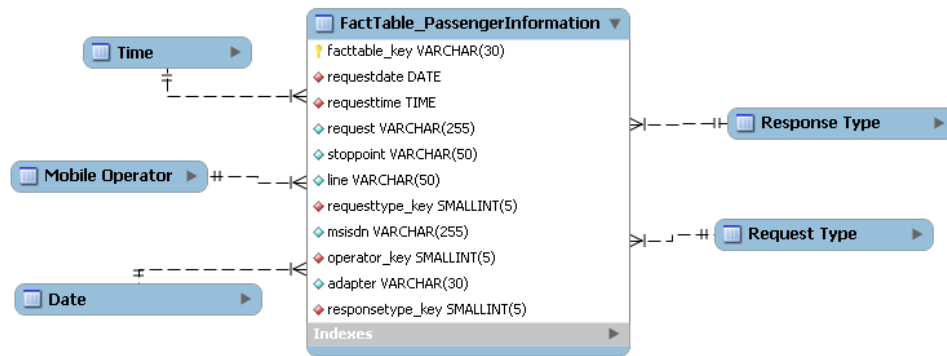 FactTable_PassengerInformation
facttable_key VARCHAR(30)
requestdate DATE
requesttime TIME
request VARCHAR(255)
stoppoint VARCHAR(50)
line VARCHAR(50)
requesttype_key SMALLINT(5)
msisdn VARCHAR(255)
operator_key SMALLINT(5)
adapter VARCHAR(30)
responsetype_key SMALLINT(5)
Indexes
Time
Mobile Operator
Date
Response Type
Request Type